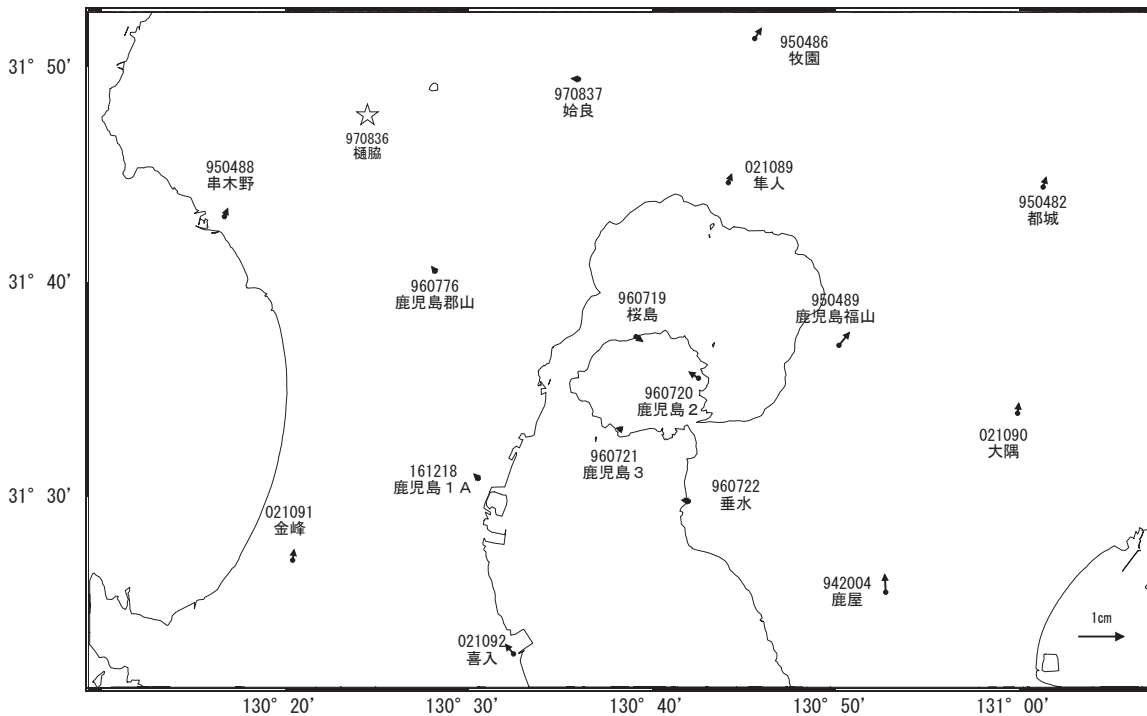 31° 50′
31° 40′
31° 30′
950486
牧園
970837
姶良
970836
樋脇
950488
串木野
021089
隼人
950482
都城
960776
鹿児島郡山
960719
桜島
950489
鹿児島福山
960720
鹿児島２
021090
大隅
960721
鹿児島３
161218
鹿児島１Ａ
960722
垂水
021091
金峰
942004
鹿屋
1㎝
021092
喜入
130° 20′
130° 30′
130° 40′
130° 50′
131° 00′